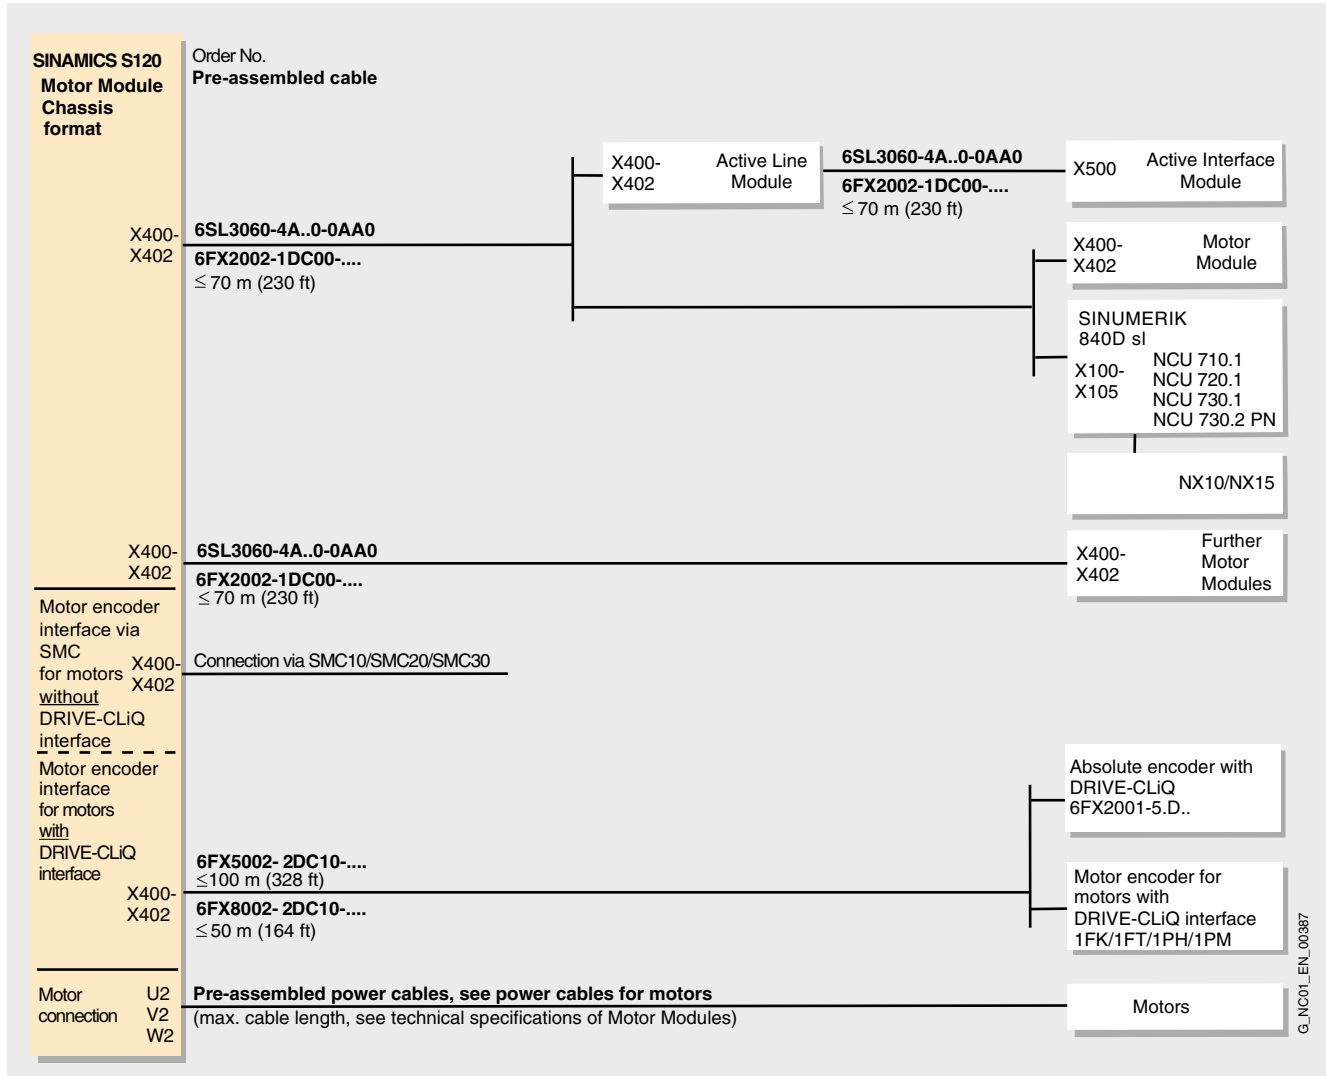 SINAMICS S120
Motor Module
Chassis
format
Order No.
Pre-assembled cable
X400-
X402
6SL3060-4A..0-0AA0
6FX2002-1DC00-....
≤ 70 m (230 ft)
X400-
X402
Active Line
Module
6SL3060-4A..0-0AA0
6FX2002-1DC00-....
≤ 70 m (230 ft)
X500
Active Interface
Module
X400-
X402
Motor
Module
SINUMERIK
840D sl
X100-
X105
NCU 710.1
NCU 720.1
NCU 730.1
NCU 730.2 PN
NX10/NX15
X400-
X402
6SL3060-4A..0-0AA0
6FX2002-1DC00-....
≤ 70 m (230 ft)
X400-
X402
Further
Motor
Modules
Motor encoder
interface via
SMC
for motors
without
DRIVE-CLiQ
interface
X400-
X402
Connection via SMC10/SMC20/SMC30
Motor encoder
interface
for motors
with
DRIVE-CLiQ
interface
X400-
X402
6FX5002- 2DC10-....
≤100 m (328 ft)
6FX8002- 2DC10-....
≤ 50 m (164 ft)
Absolute encoder with
DRIVE-CLiQ
6FX2001-5.D..
Motor encoder for
motors with
DRIVE-CLiQ interface
1FK/1FT/1PH/1PM
Motor
connection
U2
V2
W2
Pre-assembled power cables, see power cables for motors
(max. cable length, see technical specifications of Motor Modules)
Motors
G_NC01_EN_00387